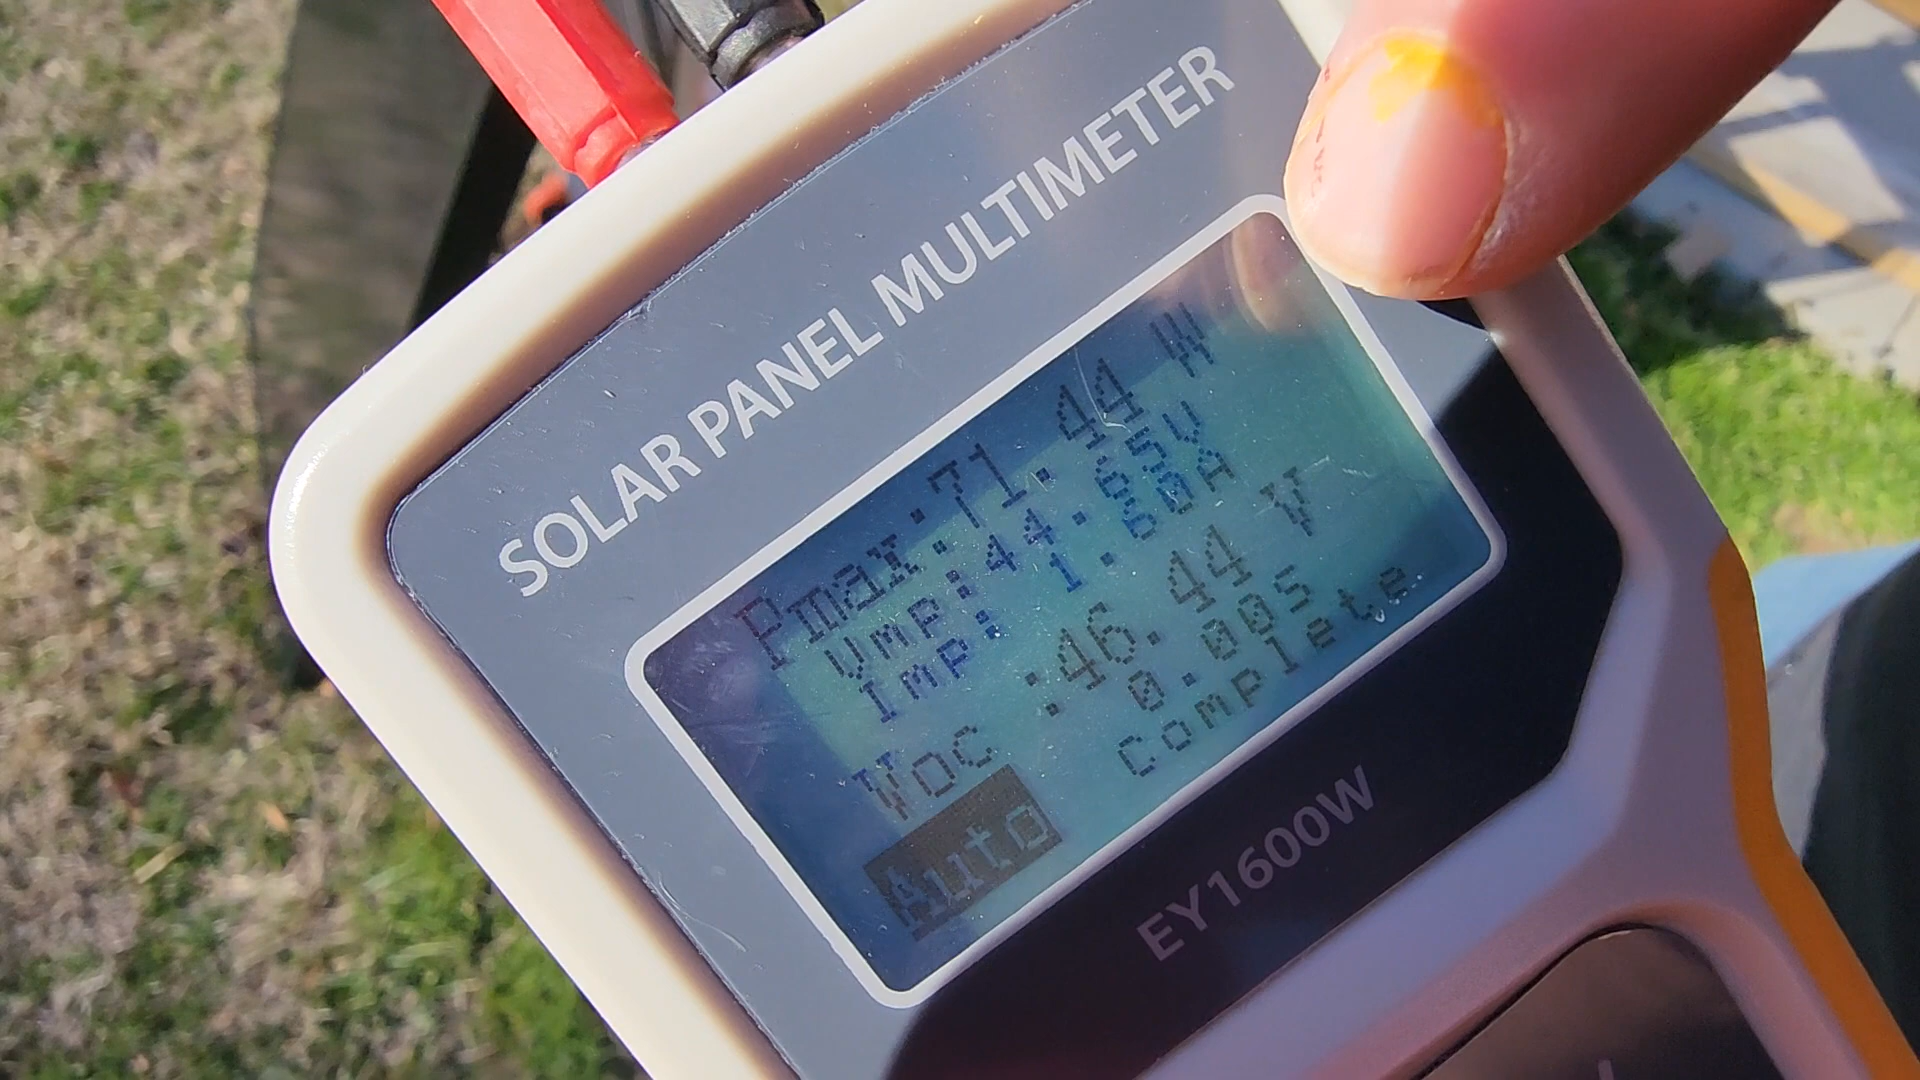 SOLAR PANEL MULTIMETER
Pmax:71.44 W
Vmp:44.65V
Imp: 1.60A
Voc :46.44 V
0.00s
Auto Complete
EY1600W